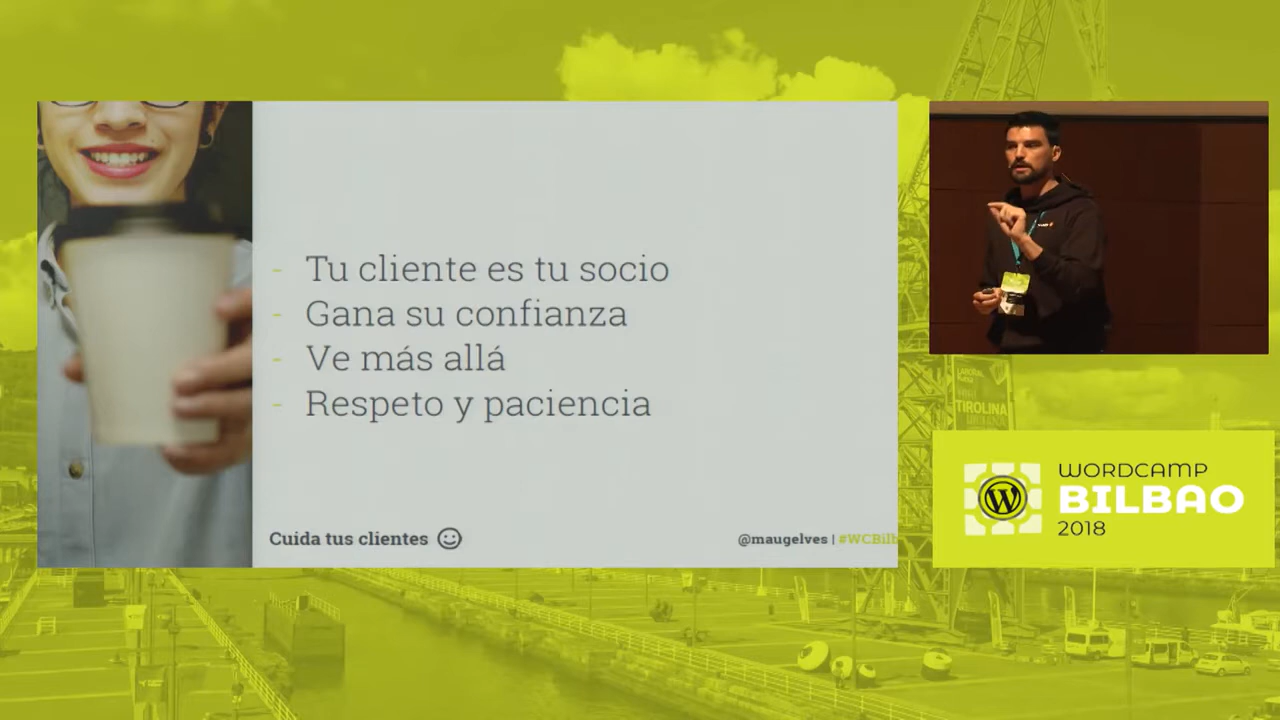 - Tu cliente es tu socio
- Gana su confianza
- Ve más allá
- Respeto y paciencia
Cuida tus clientes
@maugelves | #WCBilb
TIROLINA
WORDCAMP
BILBAO
2018